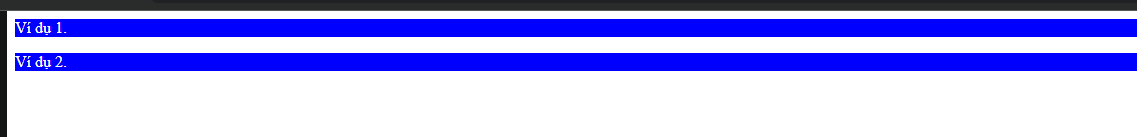 Ví dụ 1.
Ví dụ 2.